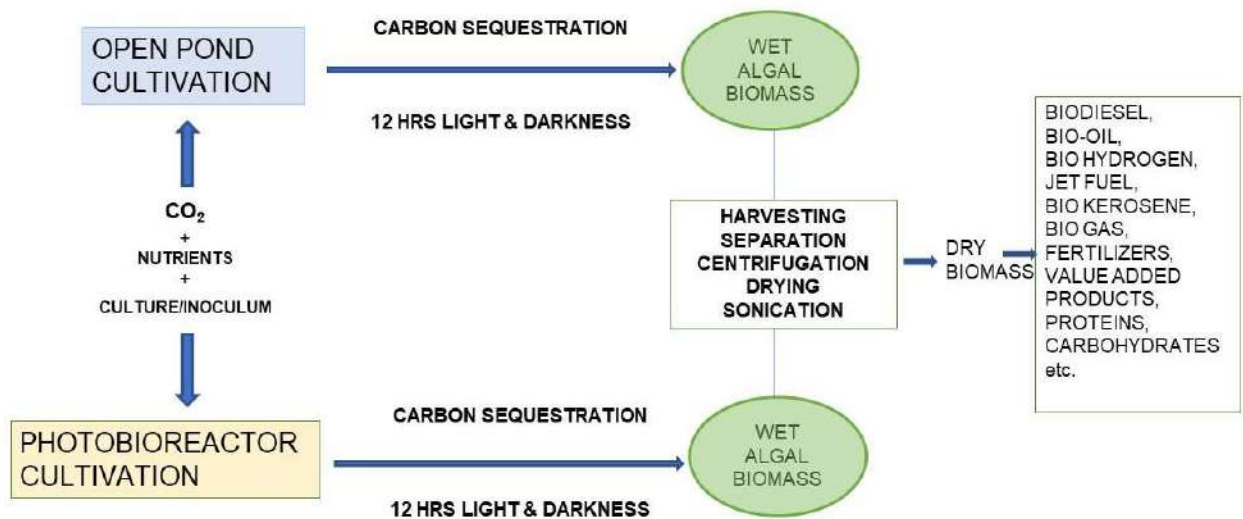 OPEN POND
CULTIVATION
CARBON SEQUESTRATION
12 HRS LIGHT & DARKNESS
WET
ALGAL
BIOMASS
CO₂
+
NUTRIENTS
+
CULTURE/INOCULUM
HARVESTING
SEPARATION
CENTRIFUGATION
DRYING
SONICATION
DRY
BIOMASS
BIODIESEL,
BIO-OIL,
BIO HYDROGEN,
JET FUEL,
BIO KEROSENE,
BIO GAS,
FERTILIZERS,
VALUE ADDED
PRODUCTS,
PROTEINS,
CARBOHYDRATES
etc.
PHOTOBIOREACTOR
CULTIVATION
CARBON SEQUESTRATION
12 HRS LIGHT & DARKNESS
WET
ALGAL
BIOMASS